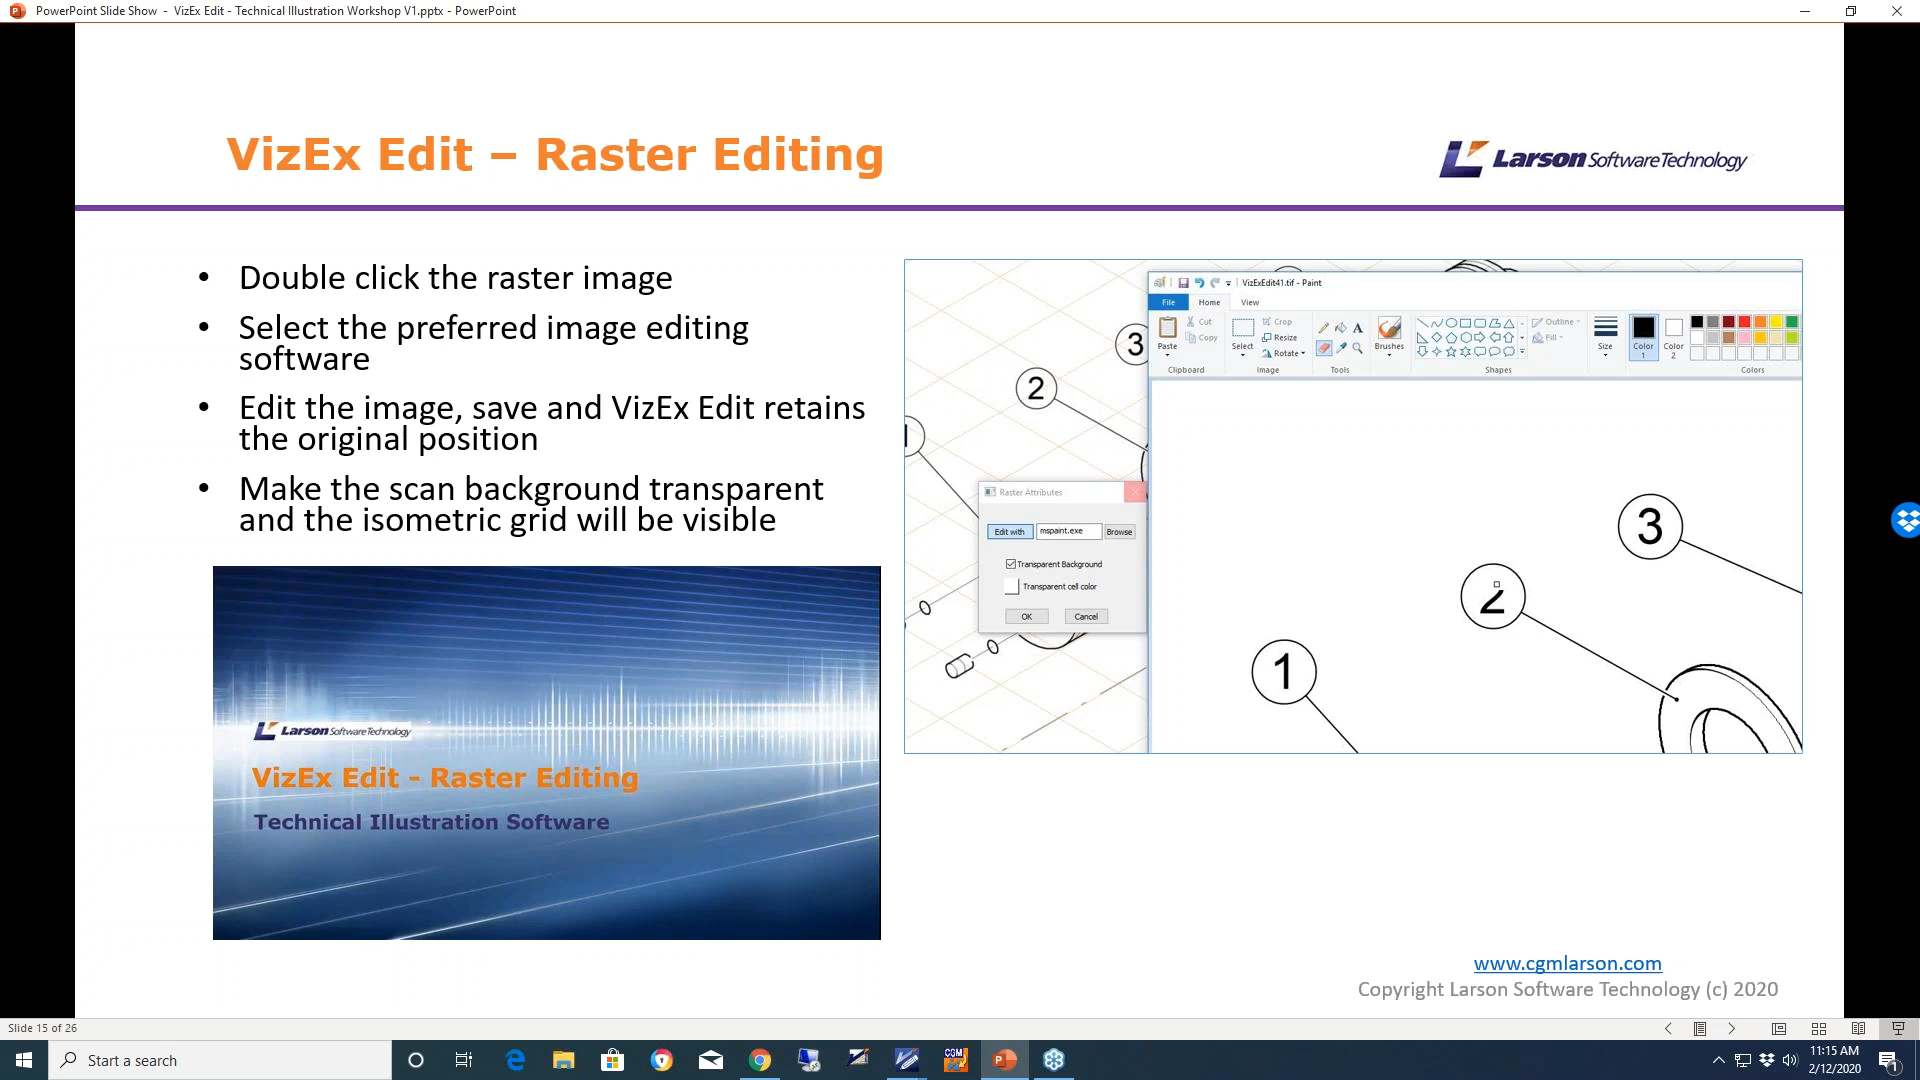 PowerPoint Slide Show - VizEx Edit - Technical Illustration Workshop V1.pptx - PowerPoint
VizEx Edit – Raster Editing
Larson Software Technology
• Double click the raster image
• Select the preferred image editing
software
• Edit the image, save and VizEx Edit retains
the original position
• Make the scan background transparent
and the isometric grid will be visible
Larson Software Technology
VizEx Edit - Raster Editing
Technical Illustration Software
VizExEdit41.tif - Paint
File Home View
Paste
Cut
Copy
Clipboard
Select
Crop
Resize
Rotate
Image
A
Tools
Brushes
Outline
Fill
Shapes
Size
Color
1
Color
2
Colors
3
2
1
Raster Attributes
Edit with mspaint.exe Browse
Transparent Background
Transparent cell color
OK Cancel
3
2
1
www.cgmlarson.com
Copyright Larson Software Technology (c) 2020
Slide 15 of 26
Start a search
CGM
11:15 AM
2/12/2020
1